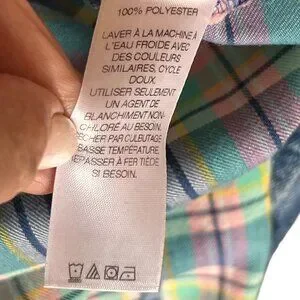 100% POLYESTER
LAVER À LA MACHINE À
L'EAU FROIDE AVEC
DES COULEURS
SIMILAIRES, CYCLE
DOUX
UTILISER SEULEMENT
UN AGENT DE
BLANCHIMENT NON-
CHLORÉ AU BESOIN.
SÉCHER PAR CULBUTAGE
BASSE TEMPÉRATURE
REPASSER À FER TIÈDE
SI BESOIN.